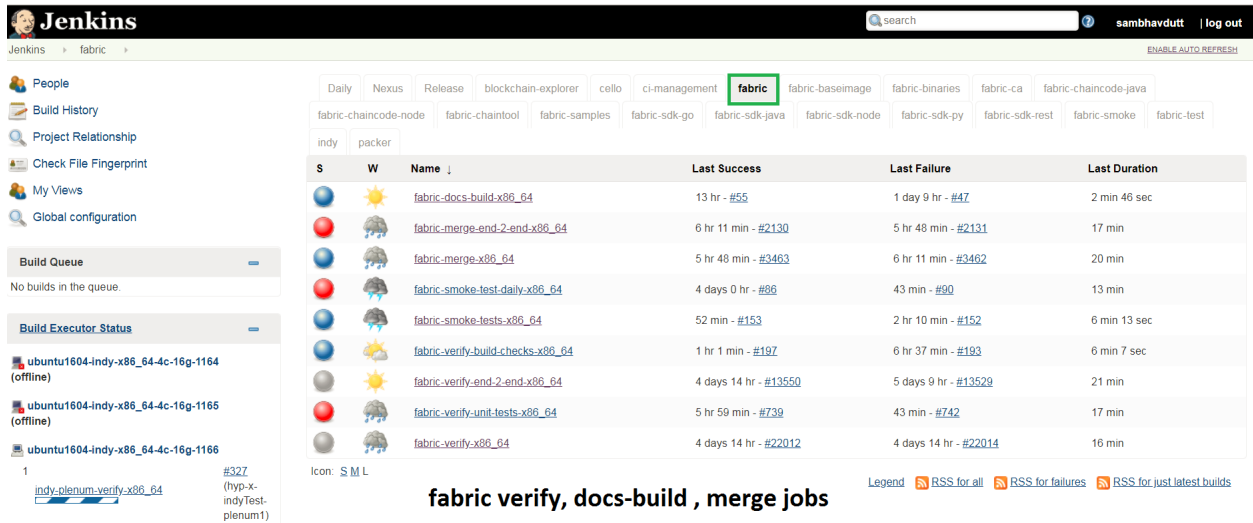 Jenkins
search
sambhavdutt | log out
Jenkins fabric
ENABLE AUTO REFRESH
People
Build History
Project Relationship
Check File Fingerprint
My Views
Global configuration
Build Queue
No builds in the queue.
Build Executor Status
ubuntu1604-indy-x86_64-4c-16g-1164
(offline)
ubuntu1604-indy-x86_64-4c-16g-1165
(offline)
ubuntu1604-indy-x86_64-4c-16g-1166
1 #327
indy-plenum-verify-x86_64 (hyp-x-
indyTest-
plenum1)
Daily Nexus Release blockchain-explorer cello ci-management fabric fabric-baseimage fabric-binaries fabric-ca fabric-chaincode-java
fabric-chaincode-node fabric-chaintool fabric-samples fabric-sdk-go fabric-sdk-java fabric-sdk-node fabric-sdk-py fabric-sdk-rest fabric-smoke fabric-test
indy packer
S W Name ↓ Last Success Last Failure Last Duration
fabric-docs-build-x86_64 13 hr - #55 1 day 9 hr - #47 2 min 46 sec
fabric-merge-end-2-end-x86_64 6 hr 11 min - #2130 5 hr 48 min - #2131 17 min
fabric-merge-x86_64 5 hr 48 min - #3463 6 hr 11 min - #3462 20 min
fabric-smoke-test-daily-x86_64 4 days 0 hr - #86 43 min - #90 13 min
fabric-smoke-tests-x86_64 52 min - #153 2 hr 10 min - #152 6 min 13 sec
fabric-verify-build-checks-x86_64 1 hr 1 min - #197 6 hr 37 min - #193 6 min 7 sec
fabric-verify-end-2-end-x86_64 4 days 14 hr - #13550 5 days 9 hr - #13529 21 min
fabric-verify-unit-tests-x86_64 5 hr 59 min - #739 43 min - #742 17 min
fabric-verify-x86_64 4 days 14 hr - #22012 4 days 14 hr - #22014 16 min
Icon: S M L
Legend RSS for all RSS for failures RSS for just latest builds
fabric verify, docs-build , merge jobs